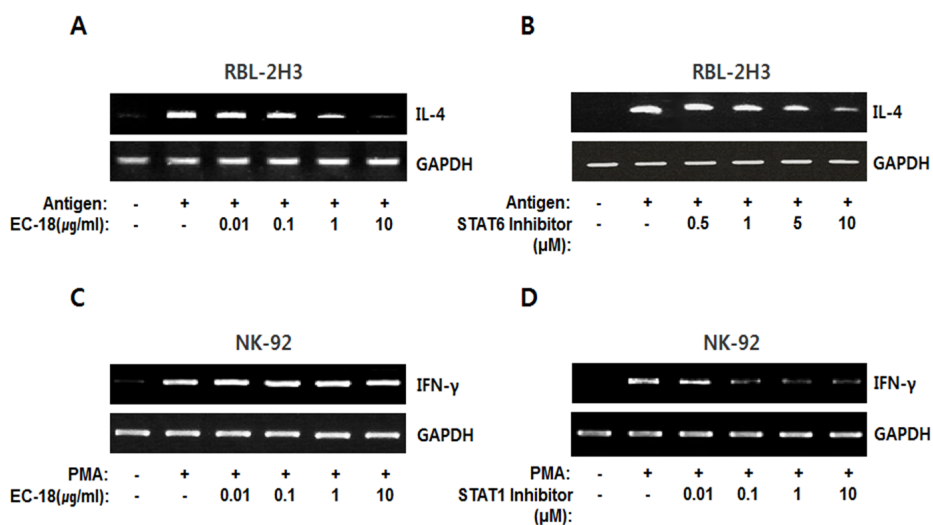 A
RBL-2H3
IL-4
GAPDH
Antigen: - + + + + +
EC-18(㎍/ml): - - 0.01 0.1 1 10
B
RBL-2H3
IL-4
GAPDH
Antigen: - + + + + +
STAT6 Inhibitor - - 0.5 1 5 10
(μM):
C
NK-92
IFN-γ
GAPDH
PMA: - + + + + +
EC-18(㎍/ml): - - 0.01 0.1 1 10
D
NK-92
IFN-γ
GAPDH
PMA: - + + + + +
STAT1 Inhibitor - - 0.01 0.1 1 10
(μM):